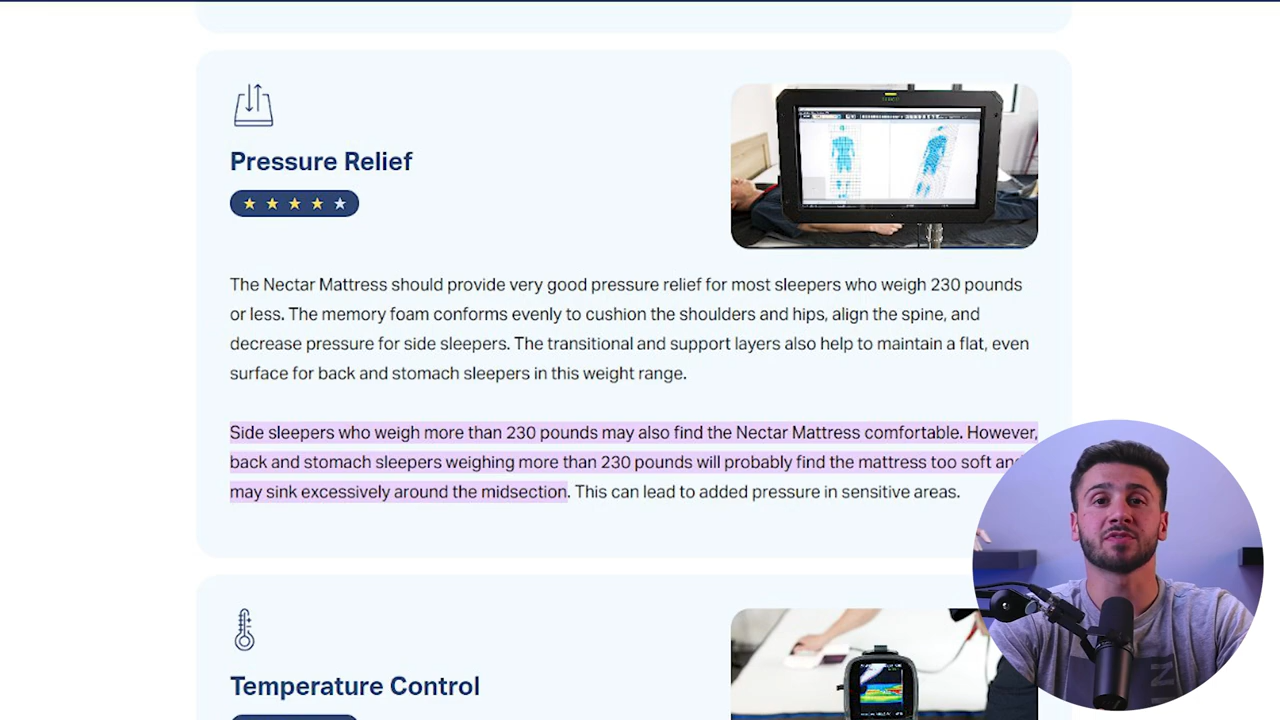 Pressure Relief
The Nectar Mattress should provide very good pressure relief for most sleepers who weigh 230 pounds
or less. The memory foam conforms evenly to cushion the shoulders and hips, align the spine, and
decrease pressure for side sleepers. The transitional and support layers also help to maintain a flat, even
surface for back and stomach sleepers in this weight range.
Side sleepers who weigh more than 230 pounds may also find the Nectar Mattress comfortable. However,
back and stomach sleepers weighing more than 230 pounds will probably find the mattress too soft and
may sink excessively around the midsection. This can lead to added pressure in sensitive areas.
Temperature Control